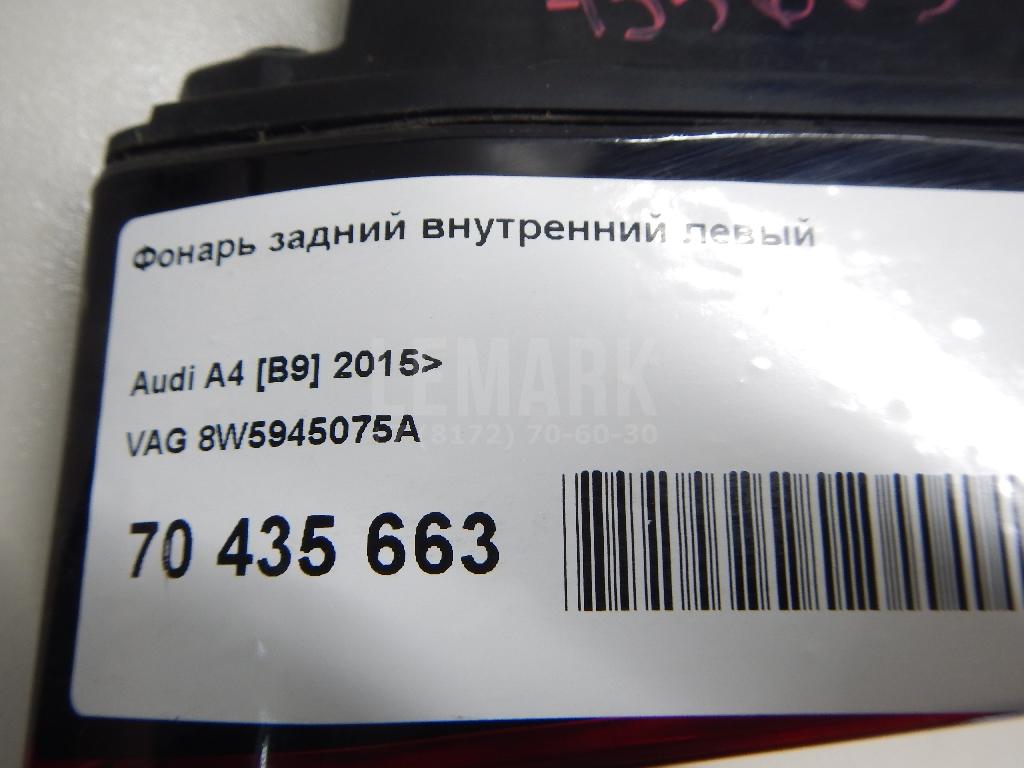 Фонарь задний внутренний левый
Audi A4 [B9] 2015>
LEMARK
VAG 8W5945075A
(8172) 70-60-30
70 435 663